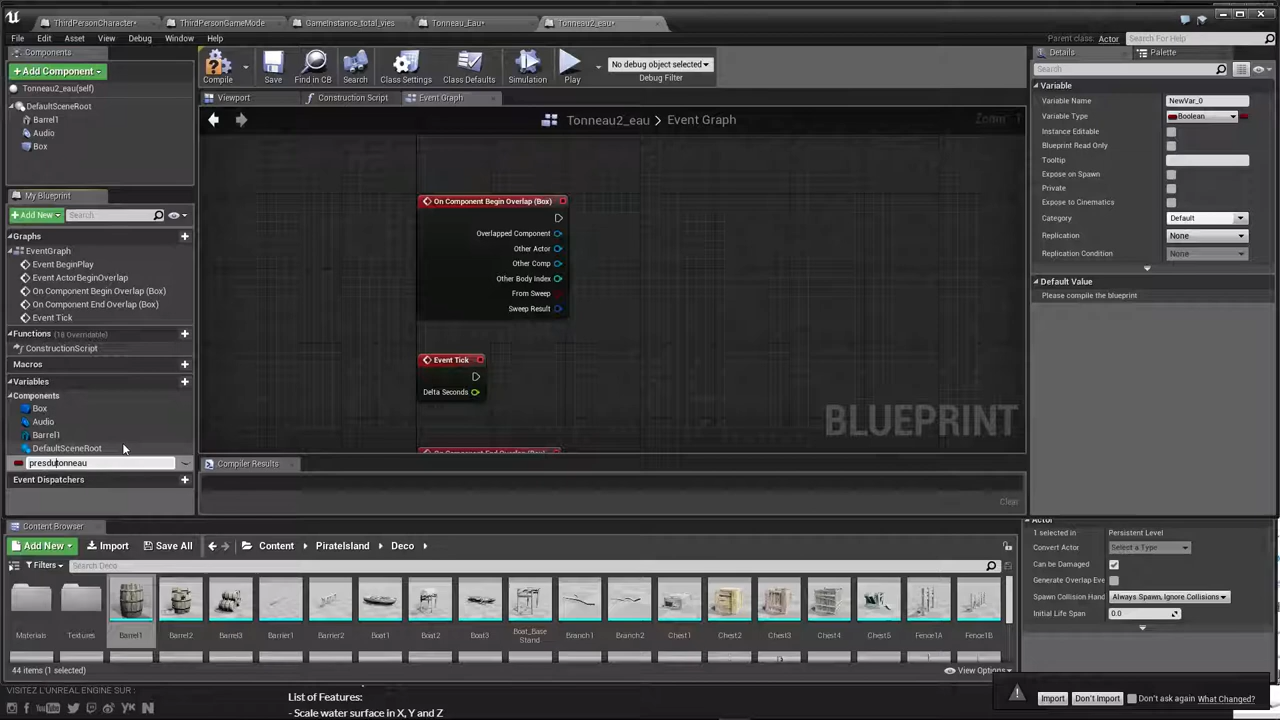 ThirdPersonCharacter*
ThirdPersonGameMode
GameInstance_total_vies
Tonneau_Eau*
Tonneau2_eau*
File Edit Asset View Debug Window Help
Parent class: Actor
Search For Help
Components
+ Add Component
Tonneau2_eau(self)
DefaultSceneRoot
Barrel1
Audio
Box
Compile
Save
Find in CB
Search
Class Settings
Class Defaults
Simulation
Play
No debug object selected
Debug Filter
Viewport
Construction Script
Event Graph
Tonneau2_eau > Event Graph
My Blueprint
+ Add New
Search
Graphs
EventGraph
Event BeginPlay
Event ActorBeginOverlap
On Component Begin Overlap (Box)
On Component End Overlap (Box)
Event Tick
Functions (18 Overridable)
ConstructionScript
Macros
Variables
Components
Box
Audio
Barrel1
DefaultSceneRoot
presdutonneau
Event Dispatchers
On Component Begin Overlap (Box)
Overlapped Component
Other Actor
Other Comp
Other Body Index
From Sweep
Sweep Result
Event Tick
Delta Seconds
BLUEPRINT
Compiler Results
Clear
Details
Palette
Search
Variable
Variable Name NewVar_0
Variable Type Boolean
Instance Editable
Blueprint Read Only
Tooltip
Expose on Spawn
Private
Expose to Cinematics
Category Default
Replication None
Replication Condition None
Default Value
Please compile the blueprint
Content Browser
Add New
Import
Save All
Content PirateIsland Deco
Filters
Search Deco
Materials
Textures
Barrel1
Barrel2
Barrel3
Barrier1
Barrier2
Boat1
Boat2
Boat3
Boat_Base
Stand
Branch1
Branch2
Chest1
Chest2
Chest3
Chest4
Chest5
Fence1A
Fence1B
44 items (1 selected)
View Options
Actor
1 selected in Persistent Level
Convert Actor Select a Type
Can be Damaged
Generate Overlap Eve
Spawn Collision Hand Always Spawn, Ignore Collisions
Initial Life Span 0.0
Import
Don't Import
Don't ask again
What Changed?
VISITEZ L'UNREAL ENGINE SUR :
List of Features:
- Scale water surface in X, Y and Z